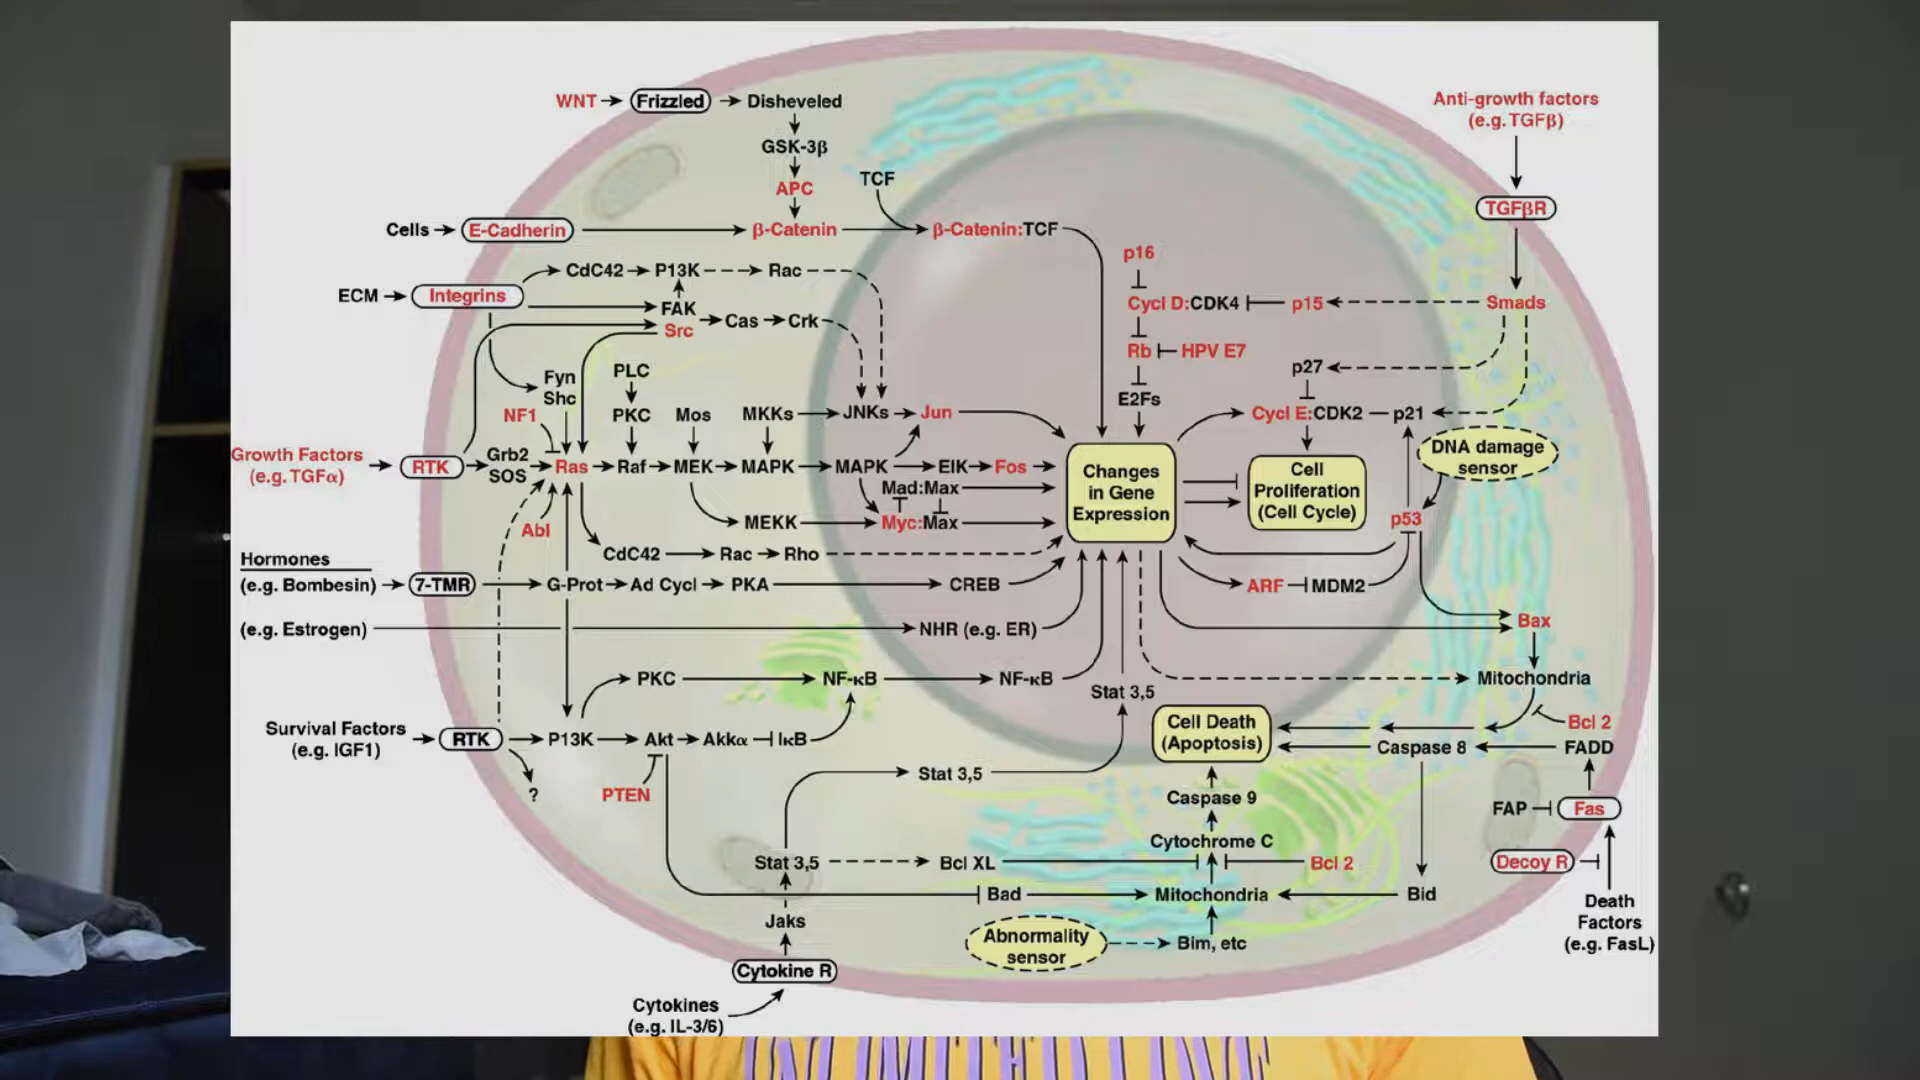 WNT
Frizzled
Disheveled
GSK-3β
APC
TCF
Cells
E-Cadherin
β-Catenin
β-Catenin:TCF
Anti-growth factors
(e.g. TGFβ)
TGFβR
Smads
ECM
Integrins
CdC42
P13K
Rac
FAK
Src
Cas
Crk
p16
Cycl D:CDK4
p15
Rb
HPV E7
E2Fs
p27
Cycl E:CDK2
p21
Fyn
Shc
NF1
PLC
PKC
Mos
MKKs
JNKs
Jun
Growth Factors
(e.g. TGFα)
RTK
Grb2
SOS
Ras
Raf
MEK
MAPK
MAPK
ElK
Fos
Mad:Max
MEKK
Myc:Max
Abl
CdC42
Rac
Rho
Changes
in Gene
Expression
Cell
Proliferation
(Cell Cycle)
DNA damage
sensor
p53
Hormones
(e.g. Bombesin)
7-TMR
G-Prot
Ad Cycl
PKA
CREB
ARF
MDM2
(e.g. Estrogen)
NHR (e.g. ER)
Bax
PKC
NF-κB
NF-κB
Stat 3,5
Mitochondria
Survival Factors
(e.g. IGF1)
RTK
P13K
Akt
Akkα
IκB
?
PTEN
Cell Death
(Apoptosis)
Bcl 2
Caspase 8
FADD
Stat 3,5
Caspase 9
FAP
Fas
Cytochrome C
Stat 3,5
Bcl XL
Bcl 2
Decoy R
Bad
Mitochondria
Bid
Death
Factors
(e.g. FasL)
Jaks
Abnormality
sensor
Bim, etc
Cytokine R
Cytokines
(e.g. IL-3/6)